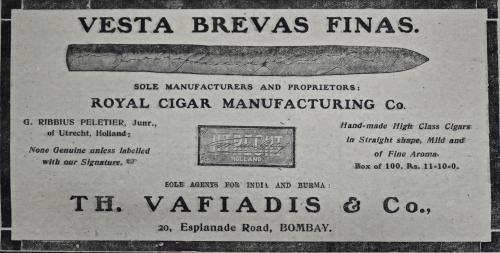 VESTA BREVAS FINAS.
SOLE MANUFACTURERS AND PROPRIETORS:
ROYAL CIGAR MANUFACTURING Co.
G. RIBBIUS PELETIER, Junr.,
of Utrecht, Holland;
None Genuine unless labelled
with our Signature.
HOLLAND
Hand-made High Class Cigars
in Straight shape, Mild and
of Fine Aroma.
Box of 100, Rs. 11-10-0.
SOLE AGENTS FOR INDIA AND BURMA:
TH. VAFIADIS & Co.,
20, Esplanade Road, BOMBAY.